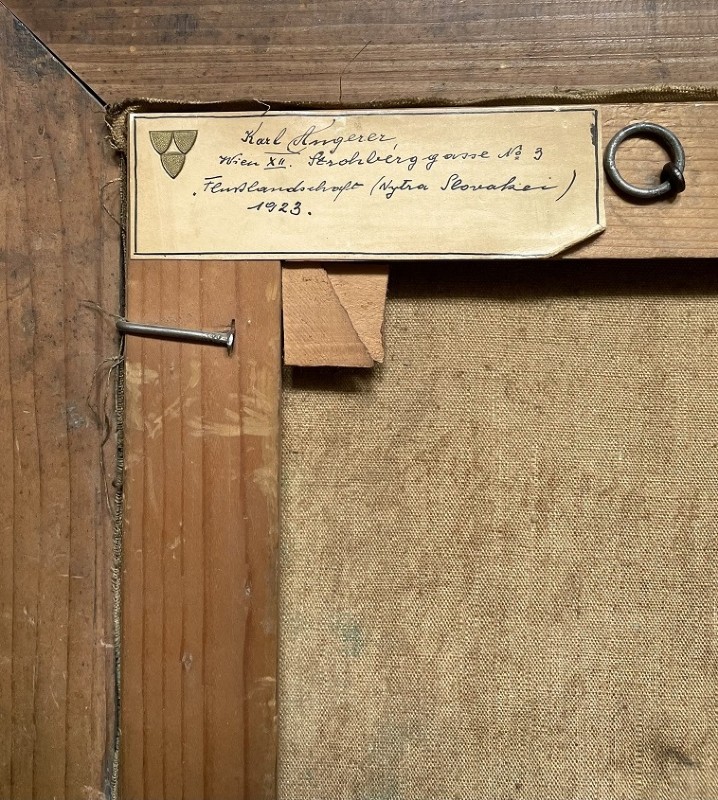 Karl Angerer
Wien XII. Strohberggasse No 3
„Flußlandschaft (Nytra Slovakei)
1923.